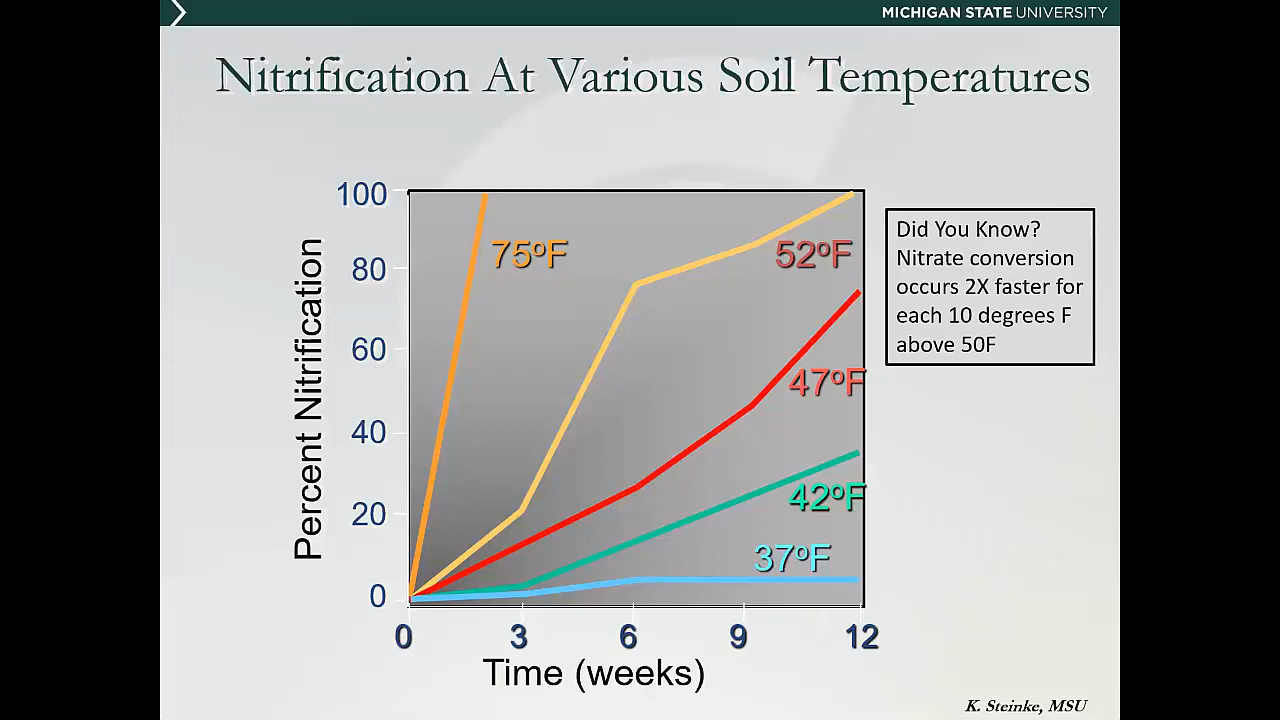 MICHIGAN STATE UNIVERSITY
Nitrification At Various Soil Temperatures
Percent Nitrification
100
80
60
40
20
0
75ºF
52ºF
47ºF
42ºF
37ºF
0 3 6 9 12
Time (weeks)
Did You Know?
Nitrate conversion
occurs 2X faster for
each 10 degrees F
above 50F
K. Steinke, MSU